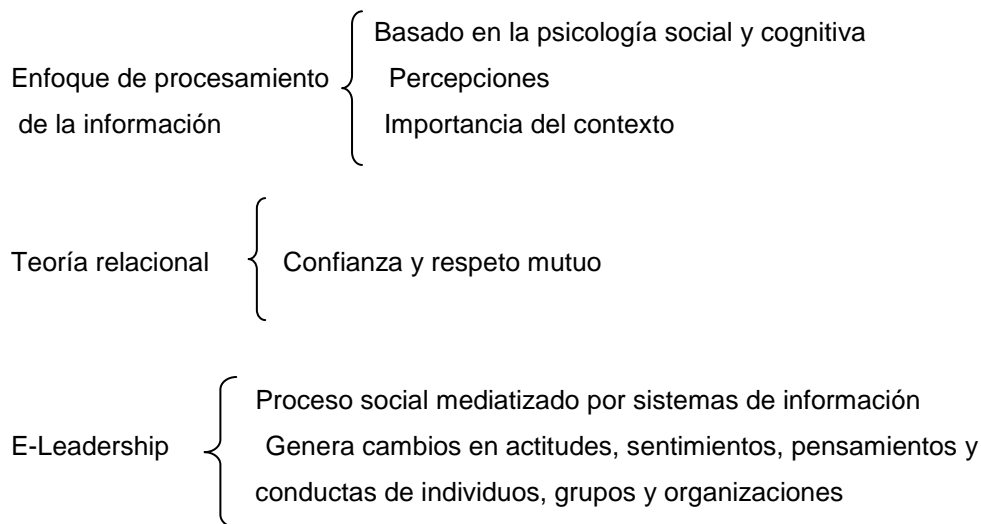 Basado en la psicología social y cognitiva
Enfoque de procesamiento
Percepciones
de la información
Importancia del contexto
Teoría relacional
Confianza y respeto mutuo
Proceso social mediatizado por sistemas de información
E-Leadership
Genera cambios en actitudes, sentimientos, pensamientos y
conductas de individuos, grupos y organizaciones